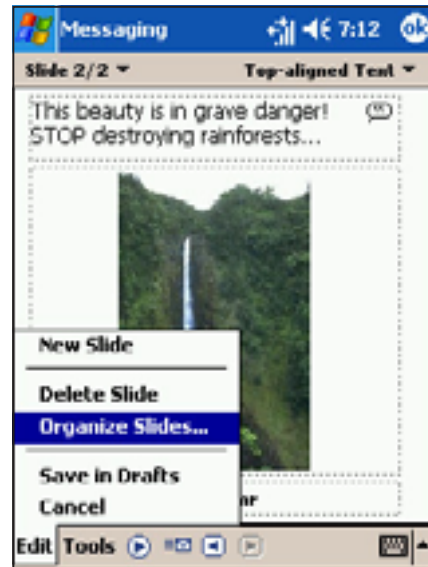 Messaging 7:12 ok
Slide 2/2 Top-aligned Text
This beauty is in grave danger!
STOP destroying rainforests...
New Slide
Delete Slide
Organize Slides...
Save in Drafts
Cancel
Edit Tools